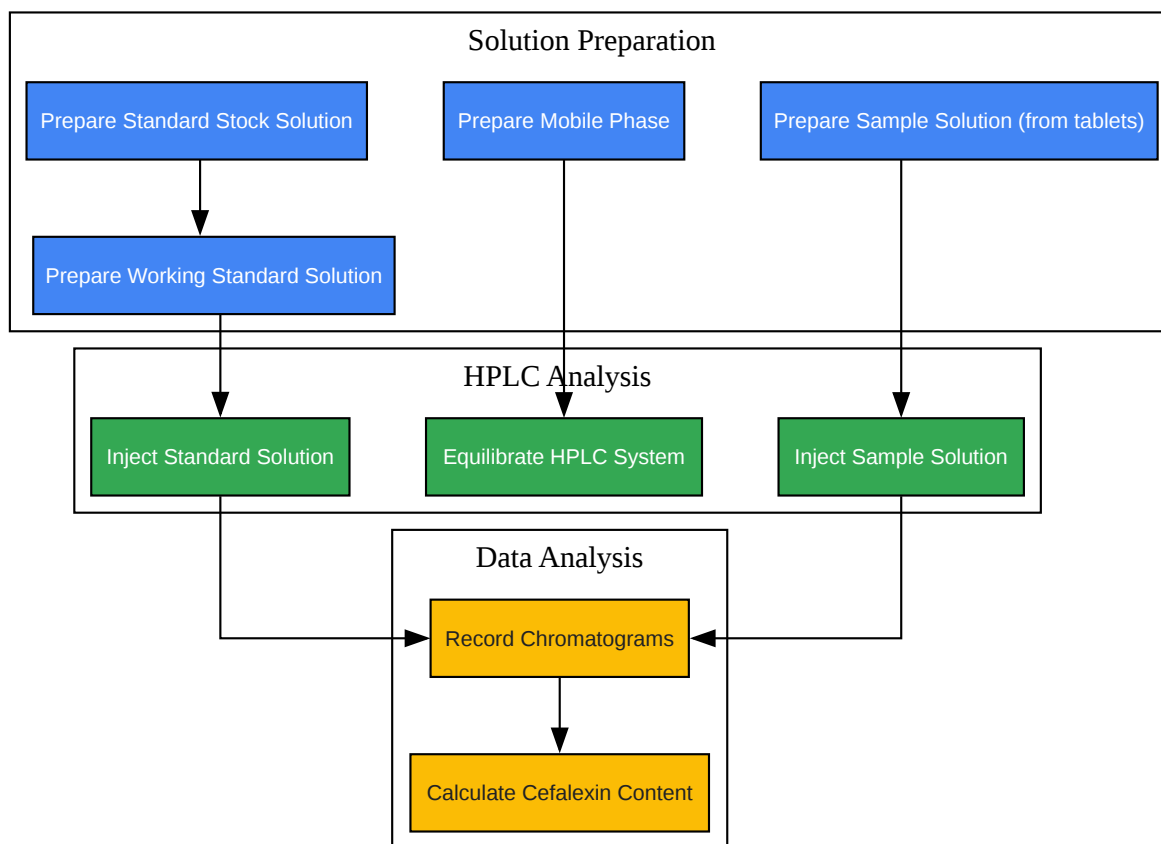 Solution Preparation
Prepare Standard Stock Solution
Prepare Mobile Phase
Prepare Sample Solution (from tablets)
Prepare Working Standard Solution
HPLC Analysis
Inject Standard Solution
Equilibrate HPLC System
Inject Sample Solution
Data Analysis
Record Chromatograms
Calculate Cefalexin Content